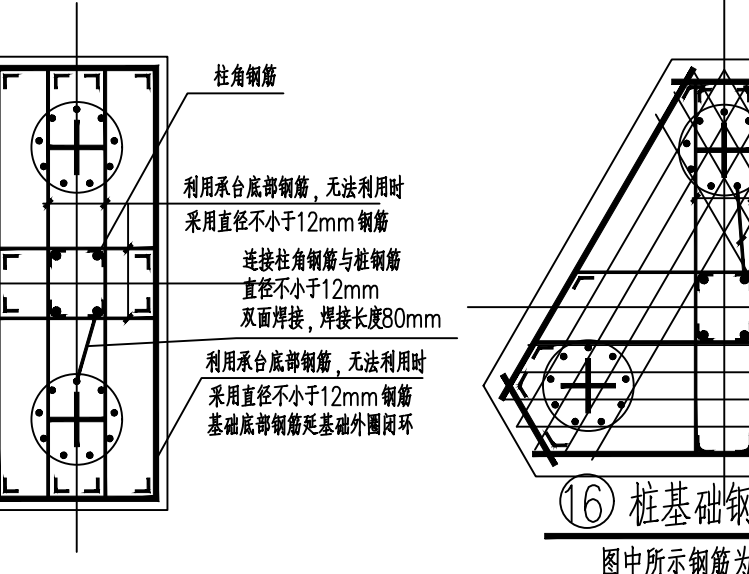 柱角钢筋
利用承台底部钢筋，无法利用时
采用直径不小于12mm钢筋
连接柱角钢筋与桩钢筋
直径不小于12mm
双面焊接，焊接长度80mm
利用承台底部钢筋，无法利用时
采用直径不小于12mm钢筋
基础底部钢筋延基础外圈闭环
16 桩基础钢
图中所示钢筋为